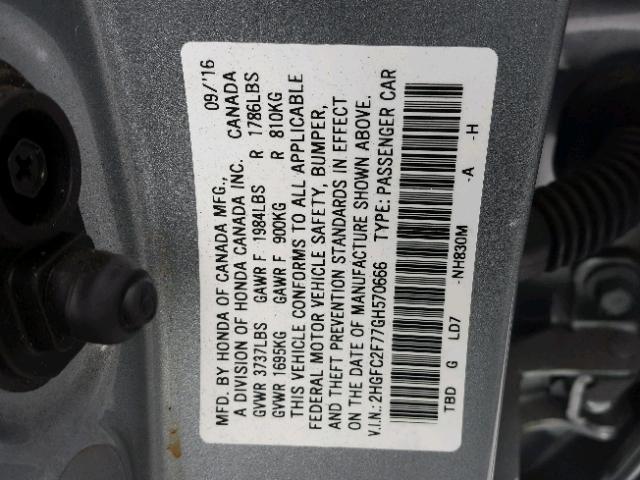 MFD. BY HONDA OF CANADA MFG., 09/'16
A DIVISION OF HONDA CANADA INC. CANADA
GVWR 3737LBS GAWR F 1984LBS R 1786LBS
GVWR 1695KG GAWR F 900KG R 810KG
THIS VEHICLE CONFORMS TO ALL APPLICABLE
FEDERAL MOTOR VEHICLE SAFETY, BUMPER,
AND THEFT PREVENTION STANDARDS IN EFFECT
ON THE DATE OF MANUFACTURE SHOWN ABOVE.
V.I.N.: 2HGFC2F77GH570666 TYPE: PASSENGER CAR
TBD G LD7 -NH830M -A -H